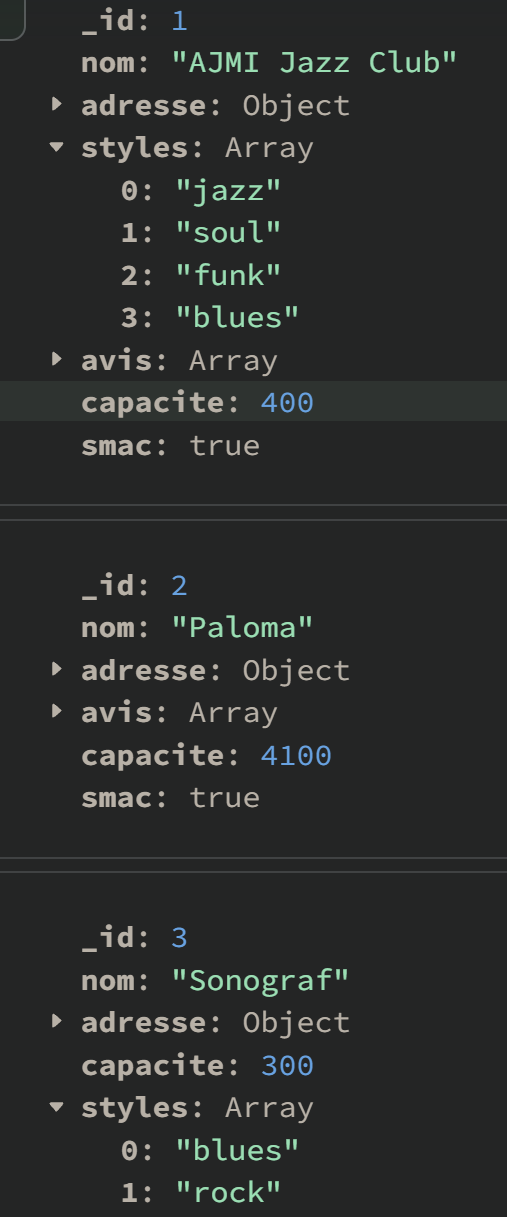 _id: 1
nom: "AJMI Jazz Club"
adresse: Object
styles: Array
0: "jazz"
1: "soul"
2: "funk"
3: "blues"
avis: Array
capacite: 400
smac: true
_id: 2
nom: "Paloma"
adresse: Object
avis: Array
capacite: 4100
smac: true
_id: 3
nom: "Sonograf"
adresse: Object
capacite: 300
styles: Array
0: "blues"
1: "rock"